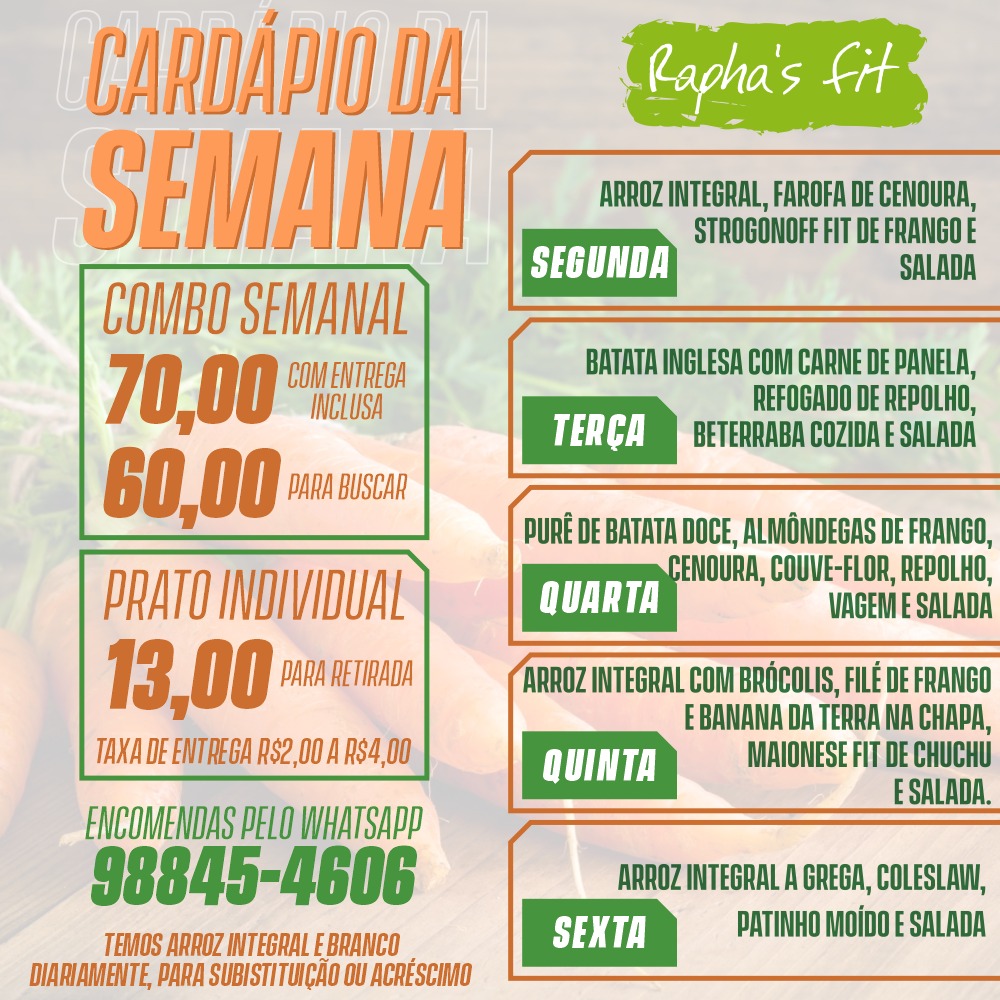 CARDÁPIO DA
SEMANA
COMBO SEMANAL
70,00 COM ENTREGA
INCLUSA
60,00 PARA BUSCAR
PRATO INDIVIDUAL
13,00 PARA RETIRADA
TAXA DE ENTREGA R$2,00 A R$4,00
ENCOMENDAS PELO WHATSAPP
98845-4606
TEMOS ARROZ INTEGRAL E BRANCO
DIARIAMENTE, PARA SUBISTITUIÇÃO OU ACRÉSCIMO
Rapha's fit
SEGUNDA
ARROZ INTEGRAL, FAROFA DE CENOURA,
STROGONOFF FIT DE FRANGO E
SALADA
TERÇA
BATATA INGLESA COM CARNE DE PANELA,
REFOGADO DE REPOLHO,
BETERRABA COZIDA E SALADA
QUARTA
PURÊ DE BATATA DOCE, ALMÔNDEGAS DE FRANGO,
CENOURA, COUVE-FLOR, REPOLHO,
VAGEM E SALADA
QUINTA
ARROZ INTEGRAL COM BRÓCOLIS, FILÉ DE FRANGO
E BANANA DA TERRA NA CHAPA,
MAIONESE FIT DE CHUCHU
E SALADA.
SEXTA
ARROZ INTEGRAL A GREGA, COLESLAW,
PATINHO MOÍDO E SALADA